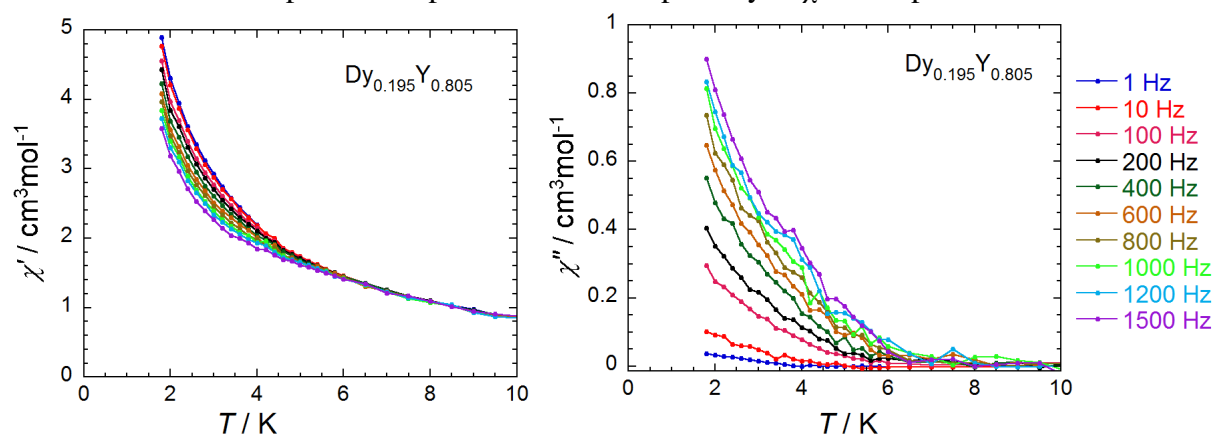 5
4
3
2
1
0
χ′ / cm³mol⁻¹
Dy₀.₁₉₅Y₀.₈₀₅
0 2 4 6 8 10
T / K
1
0.8
0.6
0.4
0.2
0
χ″ / cm³mol⁻¹
Dy₀.₁₉₅Y₀.₈₀₅
0 2 4 6 8 10
T / K
1 Hz
10 Hz
100 Hz
200 Hz
400 Hz
600 Hz
800 Hz
1000 Hz
1200 Hz
1500 Hz